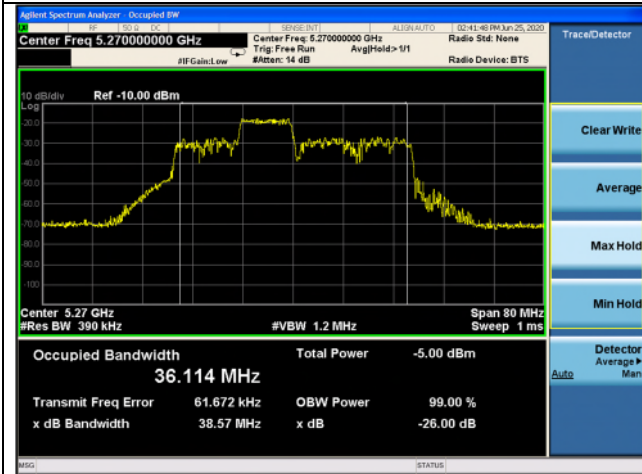 Agilent Spectrum Analyzer - Occupied BW
RF 50 Ω DC SENSE:INT ALIGN AUTO 02:41:48 PM Jun 25, 2020
Center Freq 5.270000000 GHz
Center Freq: 5.270000000 GHz
Radio Std: None
Trig: Free Run Avg|Hold:> 1/1
#IFGain:Low
#Atten: 14 dB
Radio Device: BTS
Trace/Detector
10 dB/div Ref -10.00 dBm
Log
-20.0
-30.0
-40.0
-50.0
-60.0
-70.0
-80.0
-90.0
-100
Center 5.27 GHz Span 80 MHz
#Res BW 390 kHz #VBW 1.2 MHz Sweep 1 ms
Occupied Bandwidth Total Power -5.00 dBm
36.114 MHz
Transmit Freq Error 61.672 kHz OBW Power 99.00 %
x dB Bandwidth 38.57 MHz x dB -26.00 dB
Clear Write
Average
Max Hold
Min Hold
Detector
Average▶
Auto Man
MSG STATUS